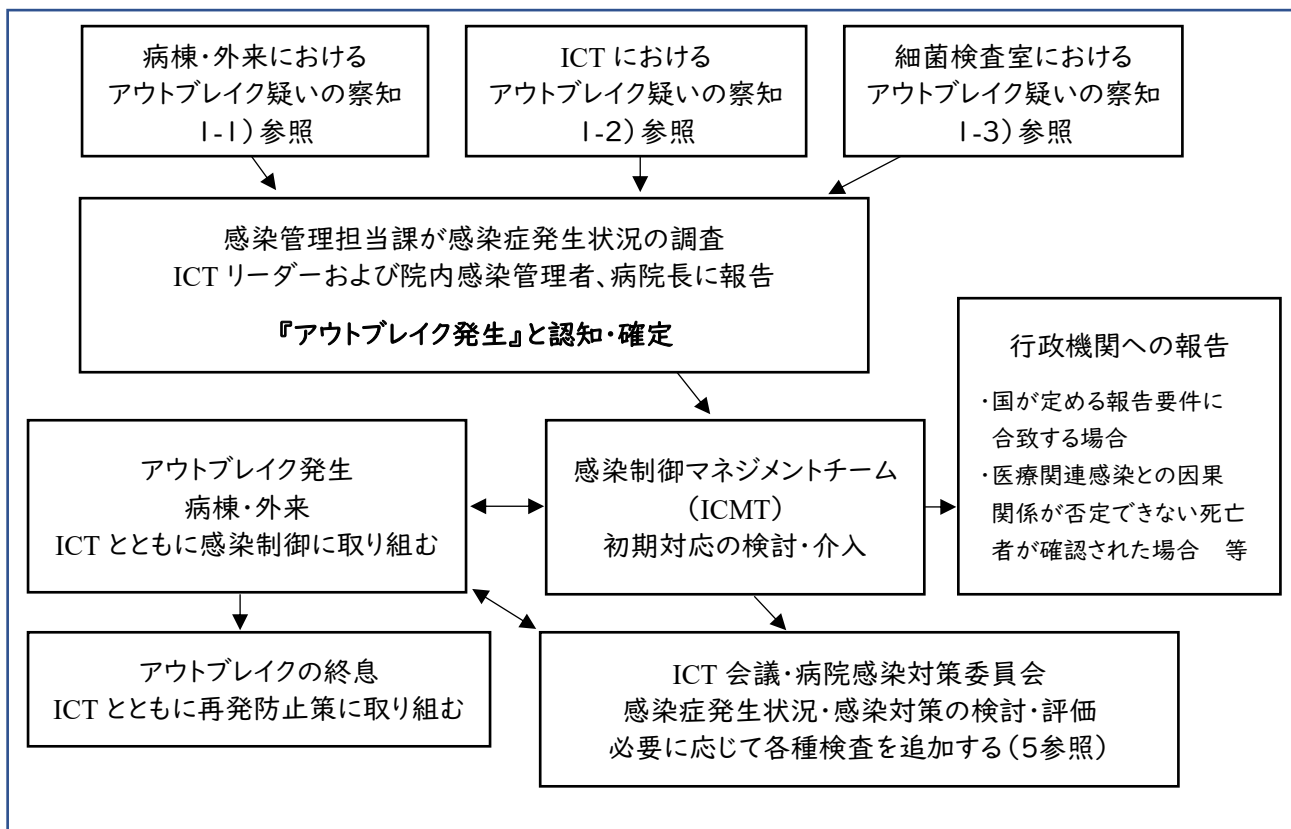 病棟・外来における
アウトブレイク疑いの察知
1-1)参照
ICT における
アウトブレイク疑いの察知
1-2)参照
細菌検査室における
アウトブレイク疑いの察知
1-3)参照
感染管理担当課が感染症発生状況の調査
ICT リーダーおよび院内感染管理者、病院長に報告
『アウトブレイク発生』と認知・確定
行政機関への報告
・国が定める報告要件に
合致する場合
・医療関連感染との因果
関係が否定できない死亡
者が確認された場合　等
アウトブレイク発生
病棟・外来
ICT とともに感染制御に取り組む
感染制御マネジメントチーム
(ICMT)
初期対応の検討・介入
アウトブレイクの終息
ICT とともに再発防止策に取り組む
ICT 会議・病院感染対策委員会
感染症発生状況・感染対策の検討・評価
必要に応じて各種検査を追加する(5参照)